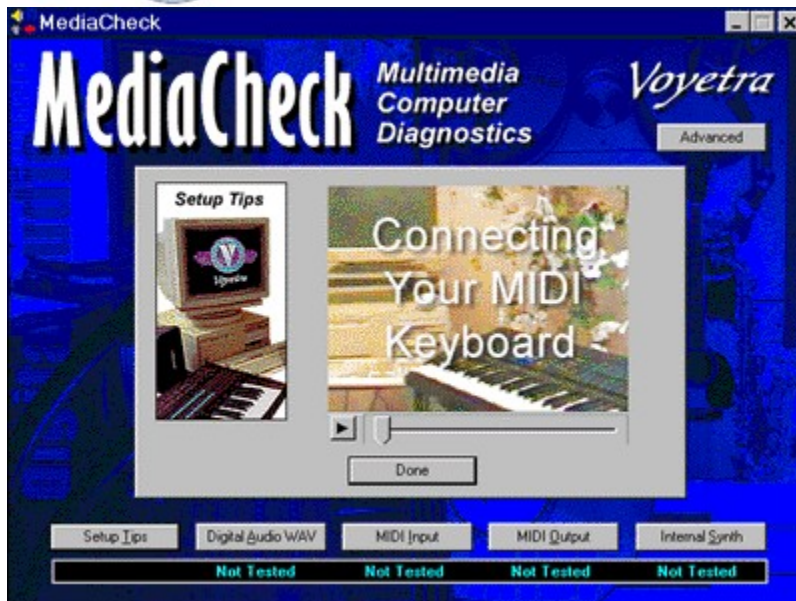 MediaCheck
MediaCheck
Multimedia
Computer
Diagnostics
Voyetra
Advanced
Setup Tips
Voyetra
Connecting
Your MIDI
Keyboard
Done
Setup Tips
Digital Audio WAV
MIDI Input
MIDI Output
Internal Synth
Not Tested
Not Tested
Not Tested
Not Tested